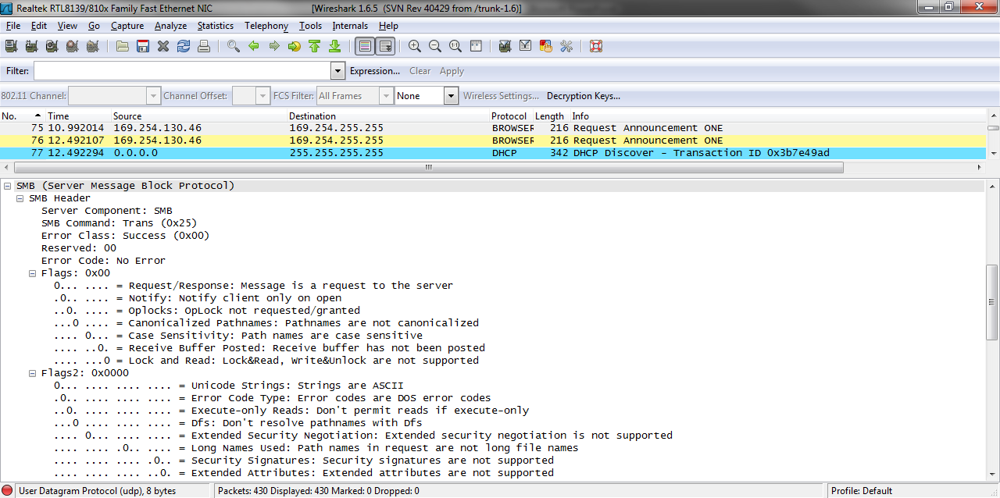 Realtek RTL8139/810x Family Fast Ethernet NIC [Wireshark 1.6.5 (SVN Rev 40429 from /trunk-1.6)]
File Edit View Go Capture Analyze Statistics Telephony Tools Internals Help
Filter: Expression... Clear Apply
802.11 Channel: Channel Offset: FCS Filter: All Frames None Wireless Settings... Decryption Keys...
No. Time Source Destination Protocol Length Info
75 10.992014 169.254.130.46 169.254.255.255 BROWSER 216 Request Announcement ONE
76 12.492107 169.254.130.46 169.254.255.255 BROWSER 216 Request Announcement ONE
77 12.492294 0.0.0.0 255.255.255.255 DHCP 342 DHCP Discover - Transaction ID 0x3b7e49ad
SMB (Server Message Block Protocol)
SMB Header
Server Component: SMB
SMB Command: Trans (0x25)
Error Class: Success (0x00)
Reserved: 00
Error Code: No Error
Flags: 0x00
0... .... = Request/Response: Message is a request to the server
.0.. .... = Notify: Notify client only on open
..0. .... = Oplocks: OpLock not requested/granted
...0 .... = Canonicalized Pathnames: Pathnames are not canonicalized
.... 0... = Case Sensitivity: Path names are case sensitive
.... ..0. = Receive Buffer Posted: Receive buffer has not been posted
.... ...0 = Lock and Read: Lock&Read, Write&Unlock are not supported
Flags2: 0x0000
0... .... .... .... = Unicode Strings: Strings are ASCII
.0.. .... .... .... = Error Code Type: Error codes are DOS error codes
..0. .... .... .... = Execute-only Reads: Don't permit reads if execute-only
...0 .... .... .... = Dfs: Don't resolve pathnames with Dfs
.... 0... .... .... = Extended Security Negotiation: Extended security negotiation is not supported
.... .... .0.. .... = Long Names Used: Path names in request are not long file names
.... .... .... .0.. = Security Signatures: Security signatures are not supported
.... .... .... ..0. = Extended Attributes: Extended attributes are not supported
User Datagram Protocol (udp), 8 bytes Packets: 430 Displayed: 430 Marked: 0 Dropped: 0 Profile: Default